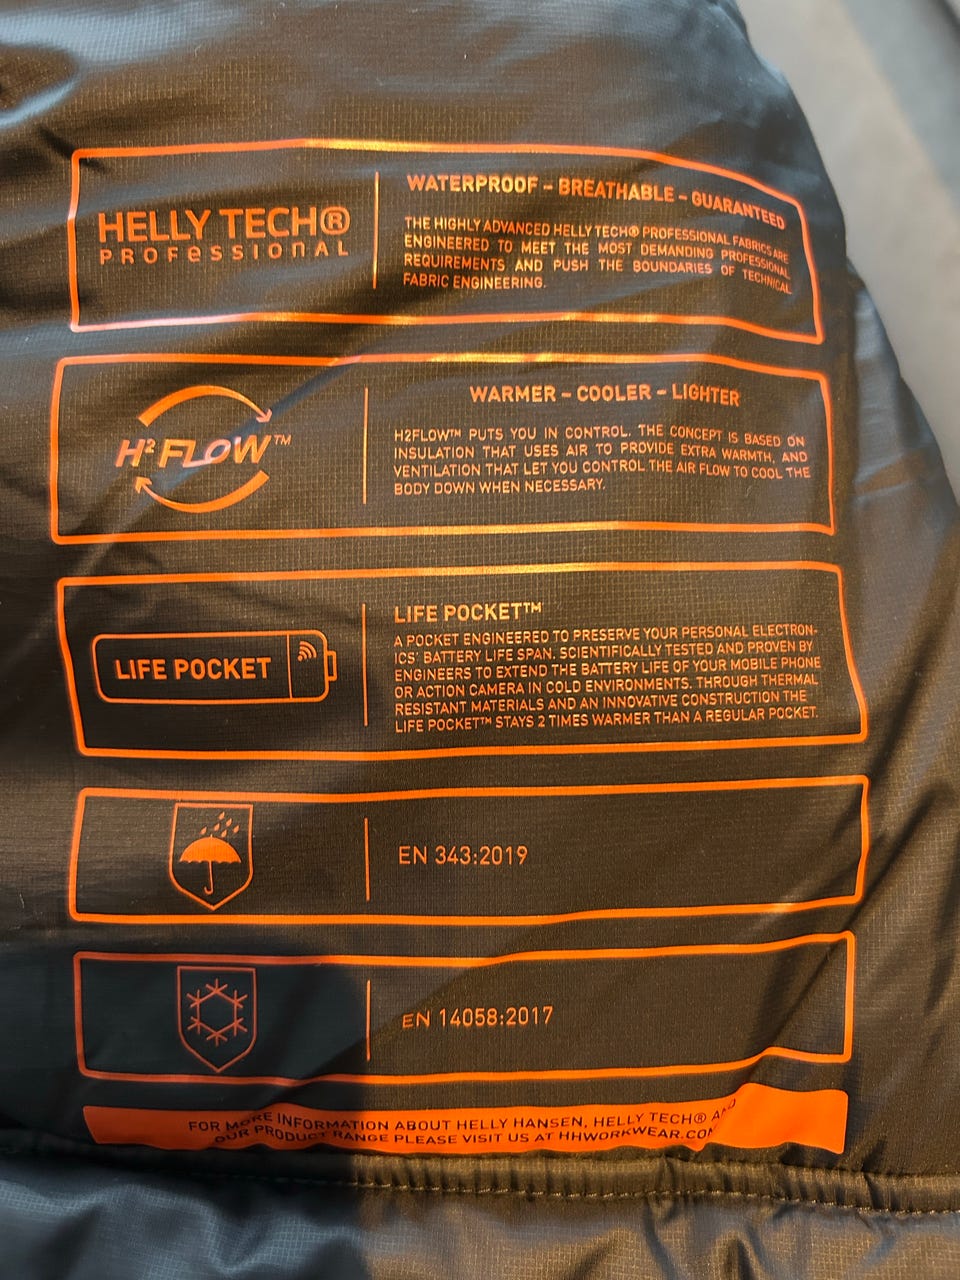 HELLY TECH®
PROFESSIONAL
WATERPROOF – BREATHABLE – GUARANTEED
THE HIGHLY ADVANCED HELLY TECH® PROFESSIONAL FABRICS ARE
ENGINEERED TO MEET THE MOST DEMANDING PROFESSIONAL
REQUIREMENTS AND PUSH THE BOUNDARIES OF TECHNICAL
FABRIC ENGINEERING.
H² FLOW™
WARMER – COOLER – LIGHTER
H2FLOW™ PUTS YOU IN CONTROL. THE CONCEPT IS BASED ON
INSULATION THAT USES AIR TO PROVIDE EXTRA WARMTH, AND
VENTILATION THAT LET YOU CONTROL THE AIR FLOW TO COOL THE
BODY DOWN WHEN NECESSARY.
LIFE POCKET
LIFE POCKET™
A POCKET ENGINEERED TO PRESERVE YOUR PERSONAL ELECTRON-
ICS' BATTERY LIFE SPAN. SCIENTIFICALLY TESTED AND PROVEN BY
ENGINEERS TO EXTEND THE BATTERY LIFE OF YOUR MOBILE PHONE
OR ACTION CAMERA IN COLD ENVIRONMENTS. THROUGH THERMAL
RESISTANT MATERIALS AND AN INNOVATIVE CONSTRUCTION THE
LIFE POCKET™ STAYS 2 TIMES WARMER THAN A REGULAR POCKET.
EN 343:2019
EN 14058:2017
FOR MORE INFORMATION ABOUT HELLY HANSEN, HELLY TECH® AND
OUR PRODUCT RANGE PLEASE VISIT US AT HHWORKWEAR.COM